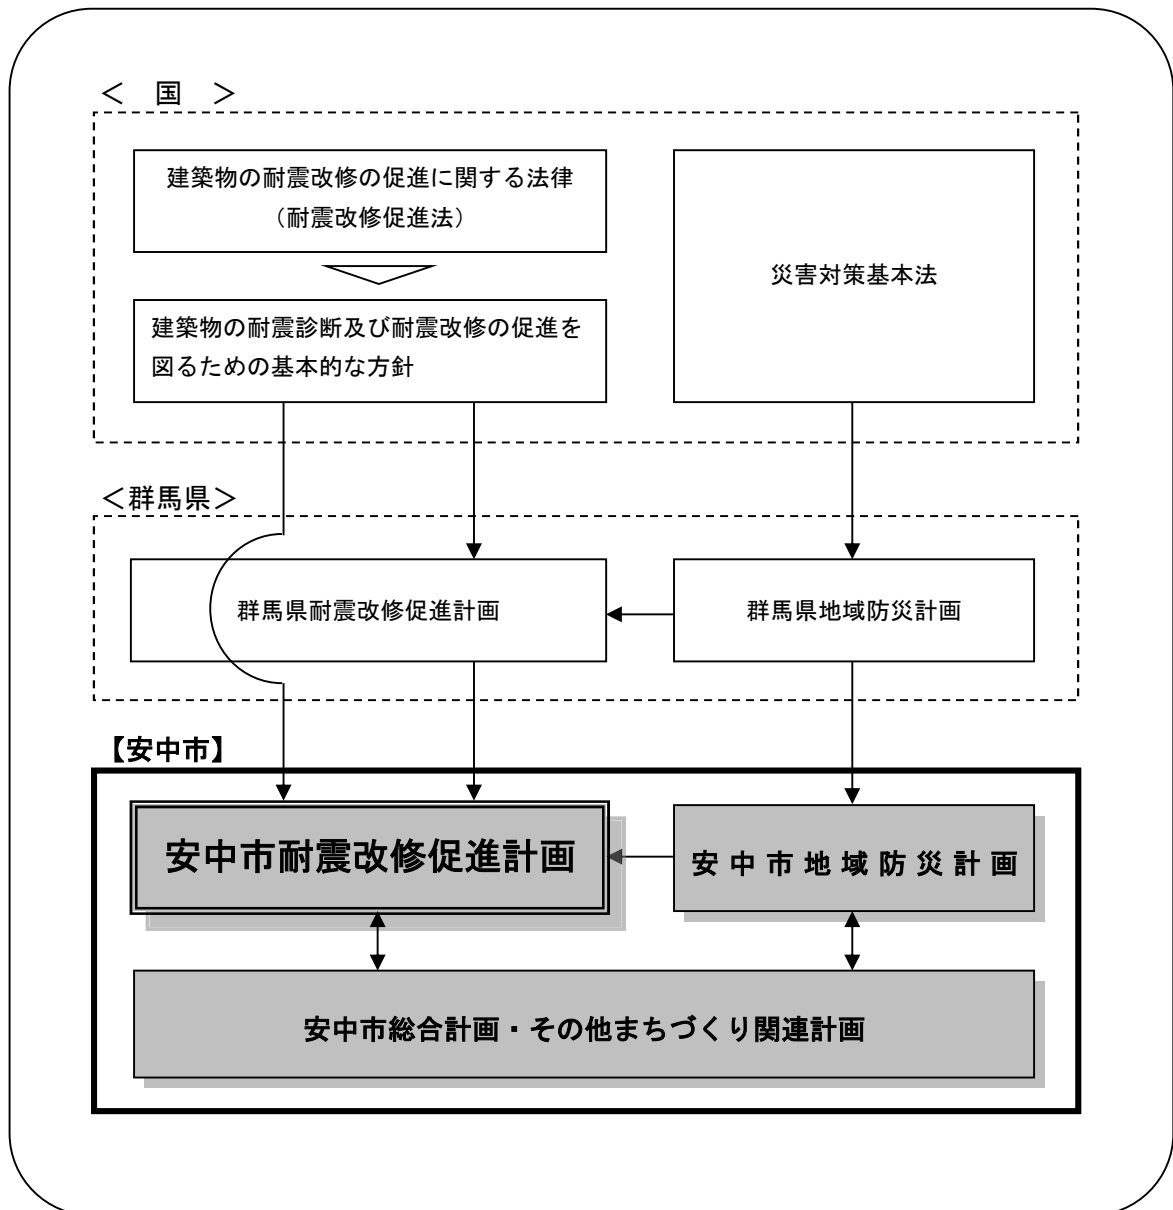 ＜　国　＞
建築物の耐震改修の促進に関する法律
（耐震改修促進法）
災害対策基本法
建築物の耐震診断及び耐震改修の促進を
図るための基本的な方針
＜群馬県＞
群馬県耐震改修促進計画
群馬県地域防災計画
【安中市】
安中市耐震改修促進計画
安中市地域防災計画
安中市総合計画・その他まちづくり関連計画